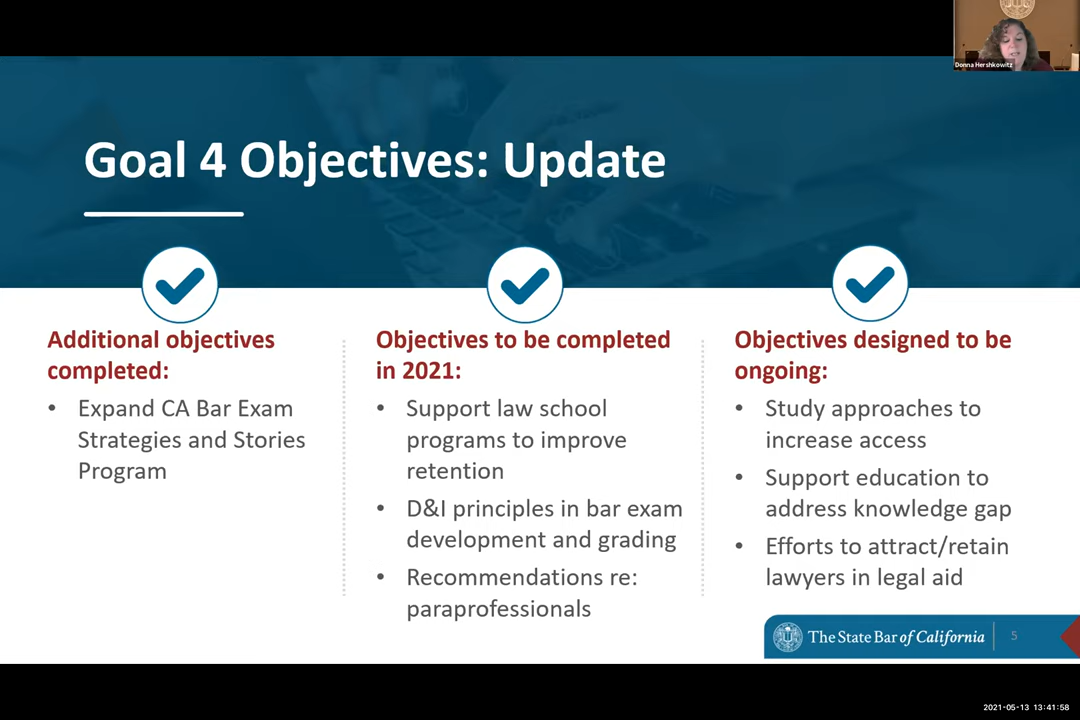 Donna Hershkowitz
Goal 4 Objectives: Update
Additional objectives
completed:
• Expand CA Bar Exam
Strategies and Stories
Program
Objectives to be completed
in 2021:
• Support law school
programs to improve
retention
• D&I principles in bar exam
development and grading
• Recommendations re:
paraprofessionals
Objectives designed to be
ongoing:
• Study approaches to
increase access
• Support education to
address knowledge gap
• Efforts to attract/retain
lawyers in legal aid
The State Bar of California
5
2021-05-13 13:41:58